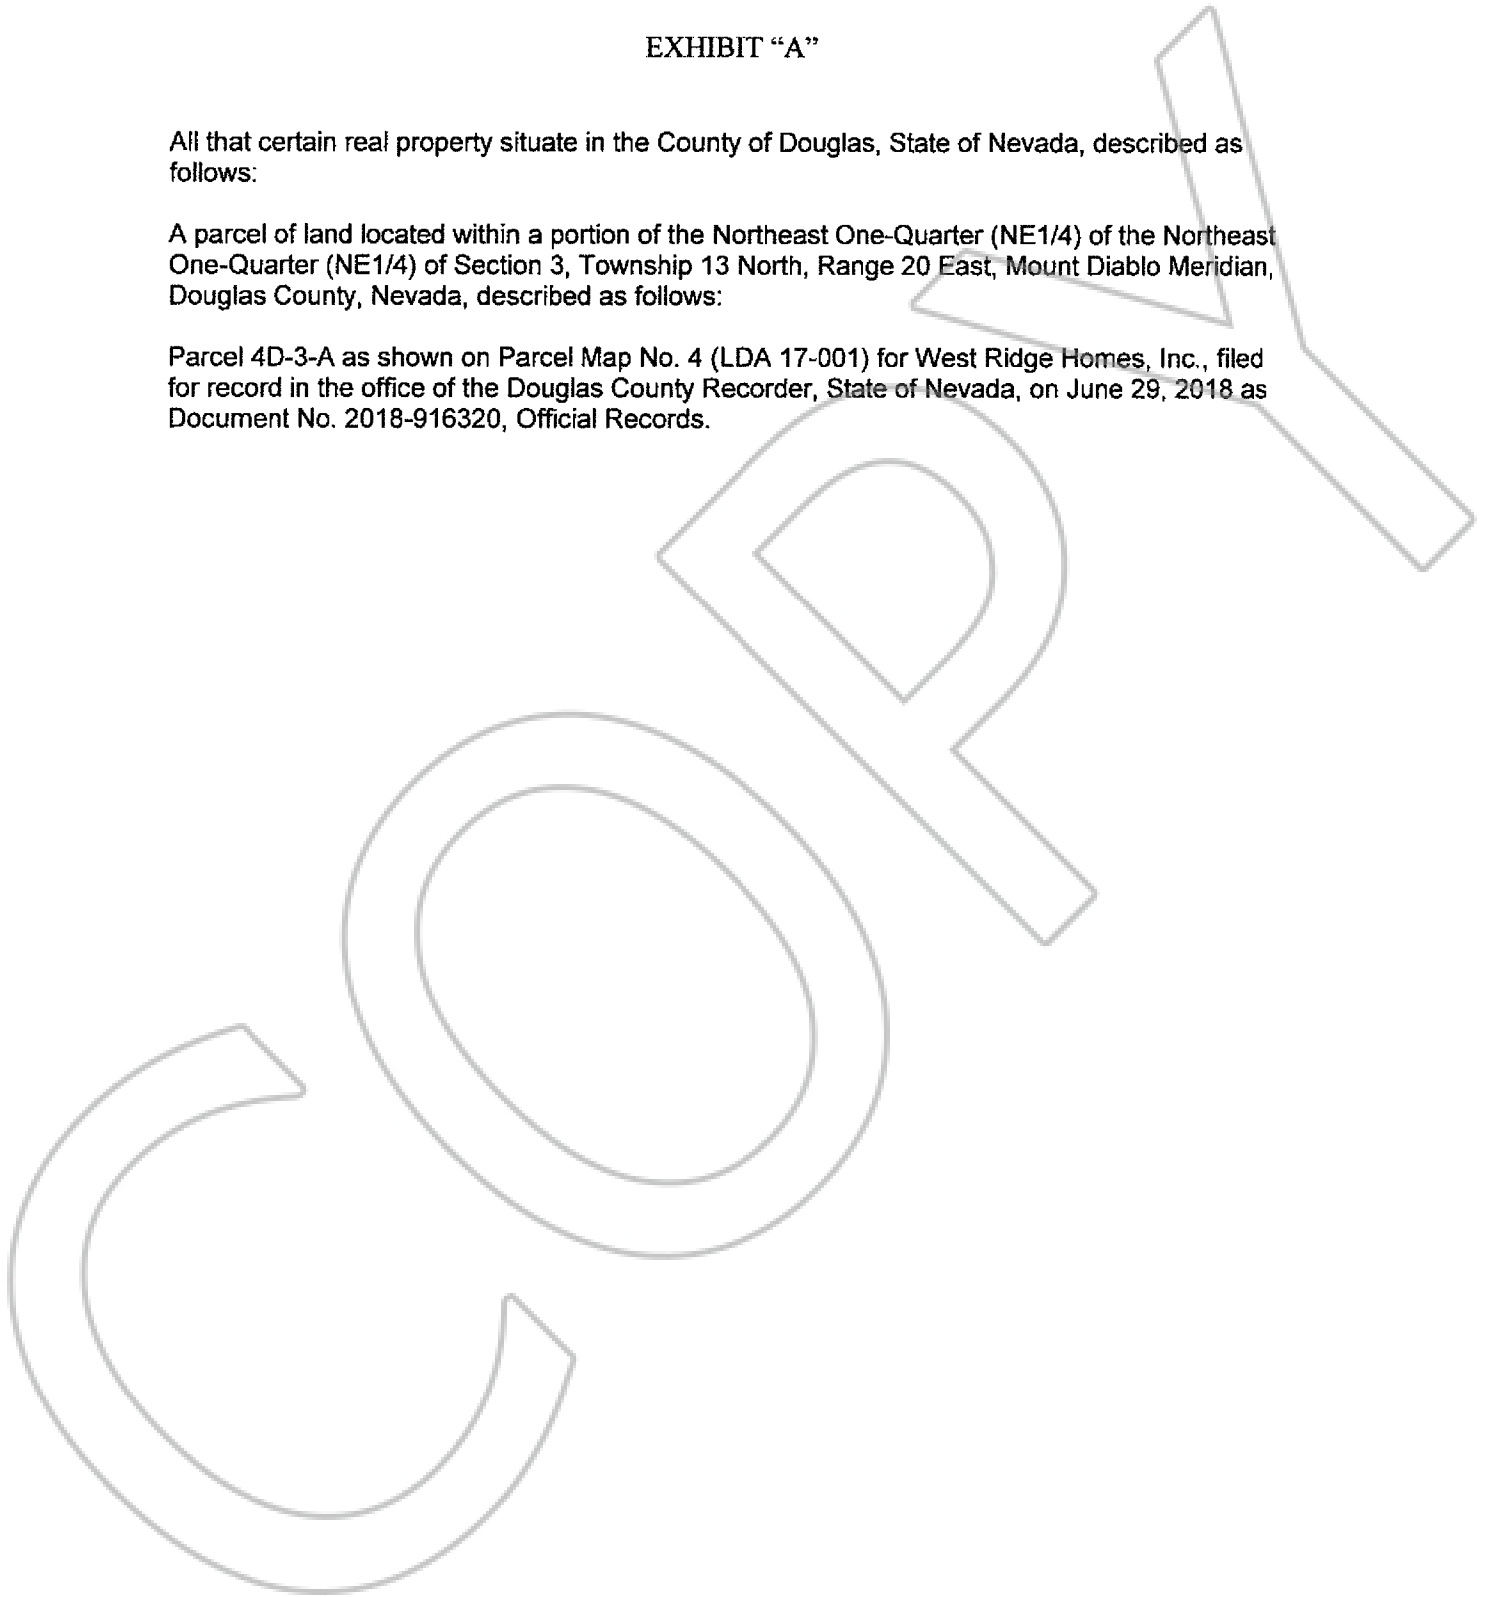 EXHIBIT “A”
All that certain real property situate in the County of Douglas, State of Nevada, described as
follows:
A parcel of land located within a portion of the Northeast One-Quarter (NE1/4) of the Northeast
One-Quarter (NE1/4) of Section 3, Township 13 North, Range 20 East, Mount Diablo Meridian,
Douglas County, Nevada, described as follows:
Parcel 4D-3-A as shown on Parcel Map No. 4 (LDA 17-001) for West Ridge Homes, Inc., filed
for record in the office of the Douglas County Recorder, State of Nevada, on June 29, 2018 as
Document No. 2018-916320, Official Records.
COPY